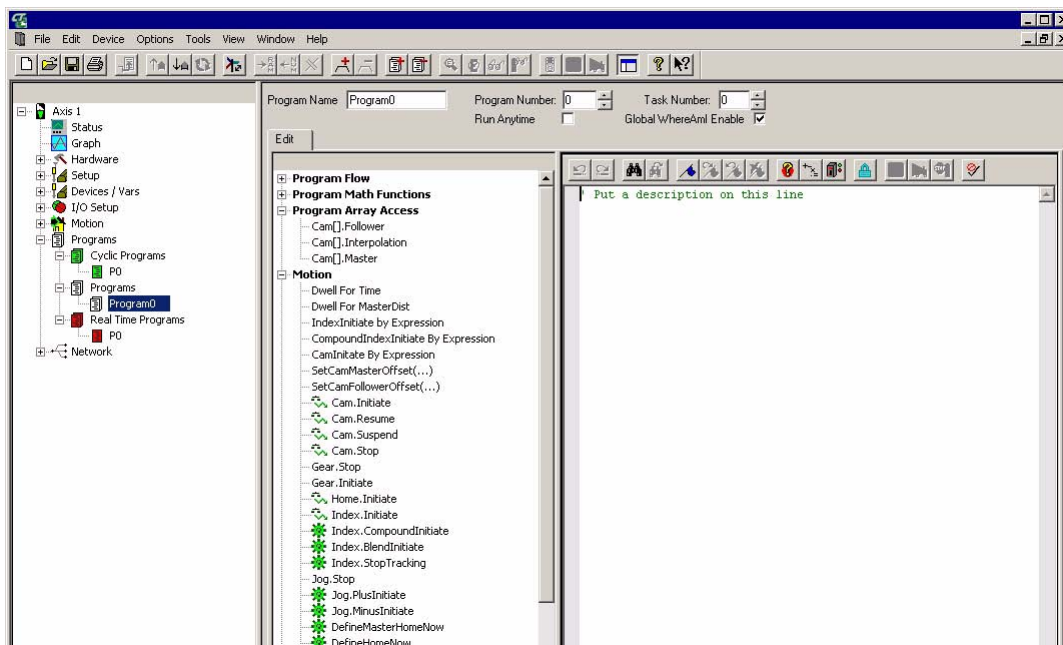 File Edit Device Options Tools View Window Help
Program Name Program0 Program Number: 0 Task Number: 0
Run Anytime Global WhereAmI Enable
Edit
Axis 1
Status
Graph
Hardware
Setup
Devices / Vars
I/O Setup
Motion
Programs
Cyclic Programs
P0
Programs
Program0
Real Time Programs
P0
Network
Program Flow
Program Math Functions
Program Array Access
Cam[].Follower
Cam[].Interpolation
Cam[].Master
Motion
Dwell For Time
Dwell For MasterDist
IndexInitiate by Expression
CompoundIndexInitiate By Expression
CamInitate By Expression
SetCamMasterOffset(...)
SetCamFollowerOffset(...)
Cam.Initiate
Cam.Resume
Cam.Suspend
Cam.Stop
Gear.Stop
Gear.Initiate
Home.Initiate
Index.Initiate
Index.CompoundInitiate
Index.BlendInitiate
Index.StopTracking
Jog.Stop
Jog.PlusInitiate
Jog.MinusInitiate
DefineMasterHomeNow
DefineHomeNow
' Put a description on this line